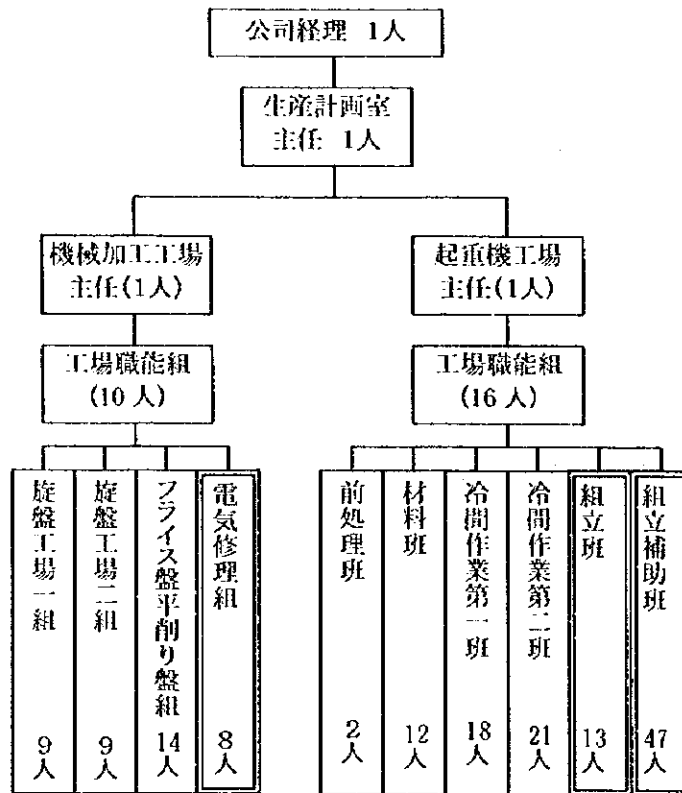 公司経理 1人
生産計画室
主任 1人
機械加工工場
主任(1人)
起重機工場
主任(1人)
工場職能組
(10人)
工場職能組
(16人)
旋盤工場一組 9人
旋盤工場二組 9人
フライス盤平削り盤組 14人
電気修理組 8人
前処理班 2人
材料班 12人
冷間作業第一班 18人
冷間作業第二班 21人
組立班 13人
組立補助班 47人